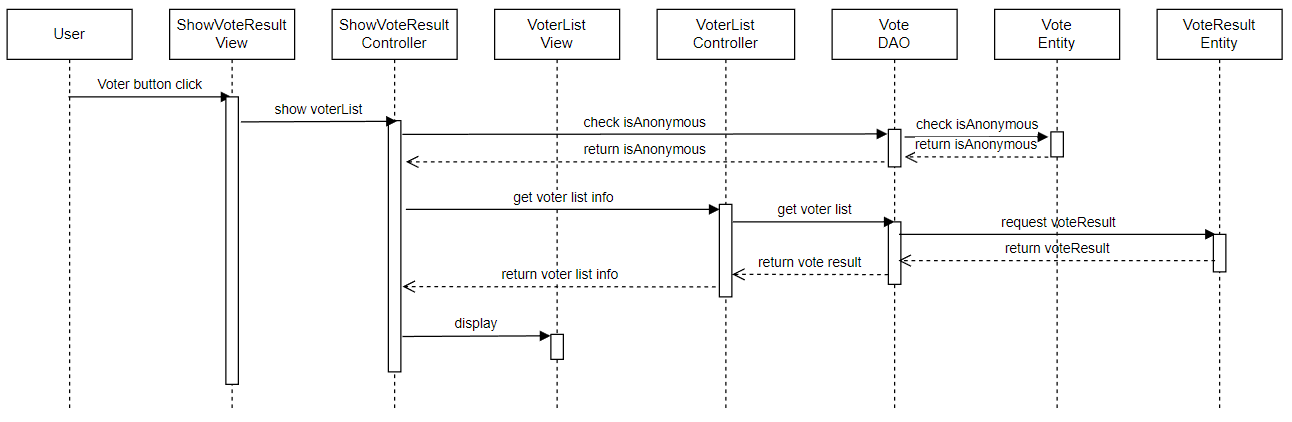 User
ShowVoteResult
View
ShowVoteResult
Controller
VoterList
View
VoterList
Controller
Vote
DAO
Vote
Entity
VoteResult
Entity
Voter button click
show voterList
check isAnonymous
check isAnonymous
return isAnonymous
return isAnonymous
get voter list info
get voter list
request voteResult
return voteResult
return vote result
return voter list info
display